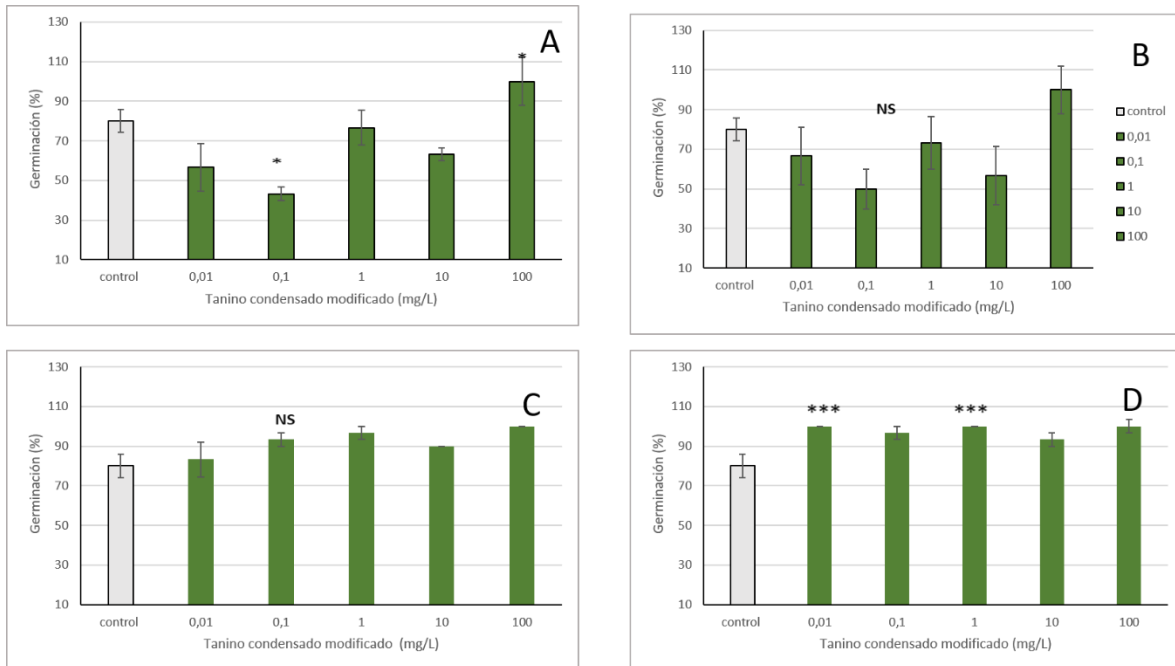 A
130
110
90
70
50
30
10
Germinación (%)
*
*
control 0,01 0,1 1 10 100
Tanino condensado modificado (mg/L)
B
130
110
90
70
50
30
10
Germinación (%)
NS
control 0,01 0,1 1 10 100
Tanino condensado modificado (mg/L)
control
0,01
0,1
1
10
100
C
130
110
90
70
50
30
10
Germinación (%)
NS
control 0,01 0,1 1 10 100
Tanino condensado modificado (mg/L)
D
130
110
90
70
50
30
10
Germinación (%)
*** ***
control 0,01 0,1 1 10 100
Tanino condensado modificado (mg/L)